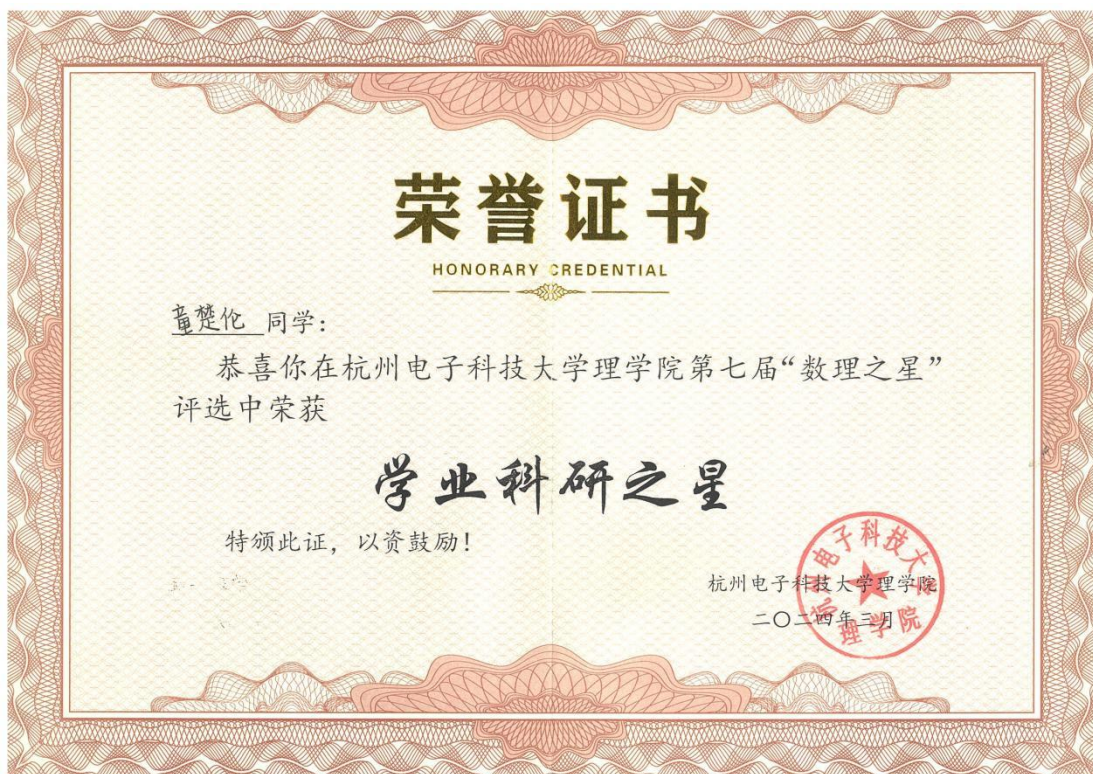 荣誉证书
HONORARY CREDENTIAL
童楚伦 同学：
恭喜你在杭州电子科技大学理学院第七届“数理之星”
评选中荣获
学业科研之星
特颁此证，以资鼓励！
杭州电子科技大学理学院
二〇二四年三月
杭州电子科技大学
理学院